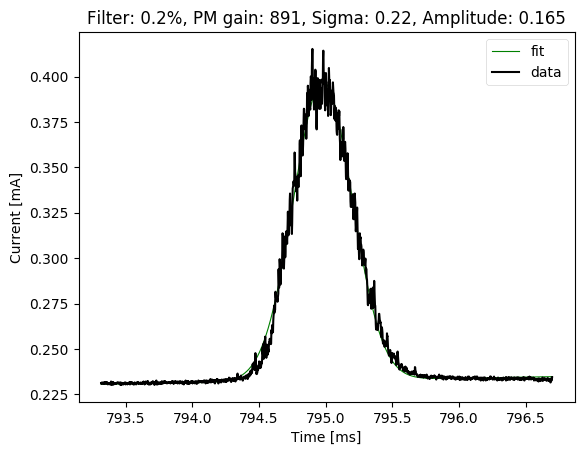 Filter: 0.2%, PM gain: 891, Sigma: 0.22, Amplitude: 0.165
fit
data
0.400
0.375
0.350
0.325
0.300
0.275
0.250
0.225
Current [mA]
793.5 794.0 794.5 795.0 795.5 796.0 796.5
Time [ms]